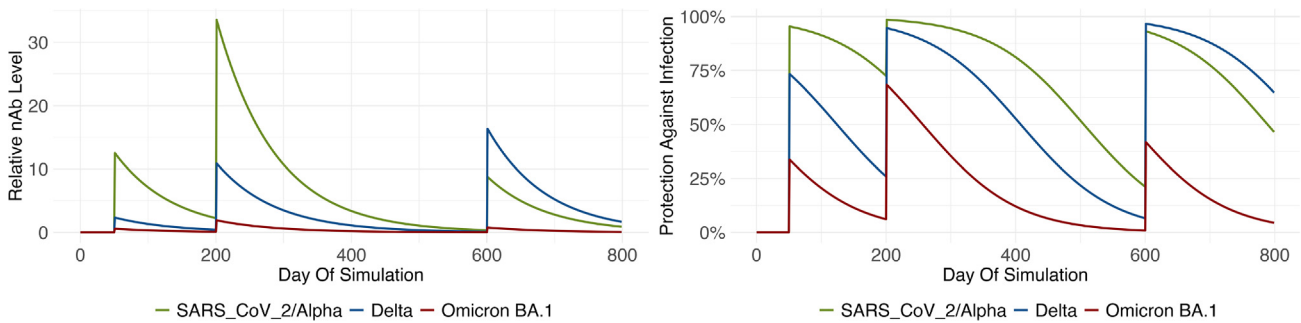 Relative nAb Level
30
20
10
0
0 200 400 600 800
Day Of Simulation
SARS_CoV_2/Alpha Delta Omicron BA.1
Protection Against Infection
100%
75%
50%
25%
0%
0 200 400 600 800
Day Of Simulation
SARS_CoV_2/Alpha Delta Omicron BA.1